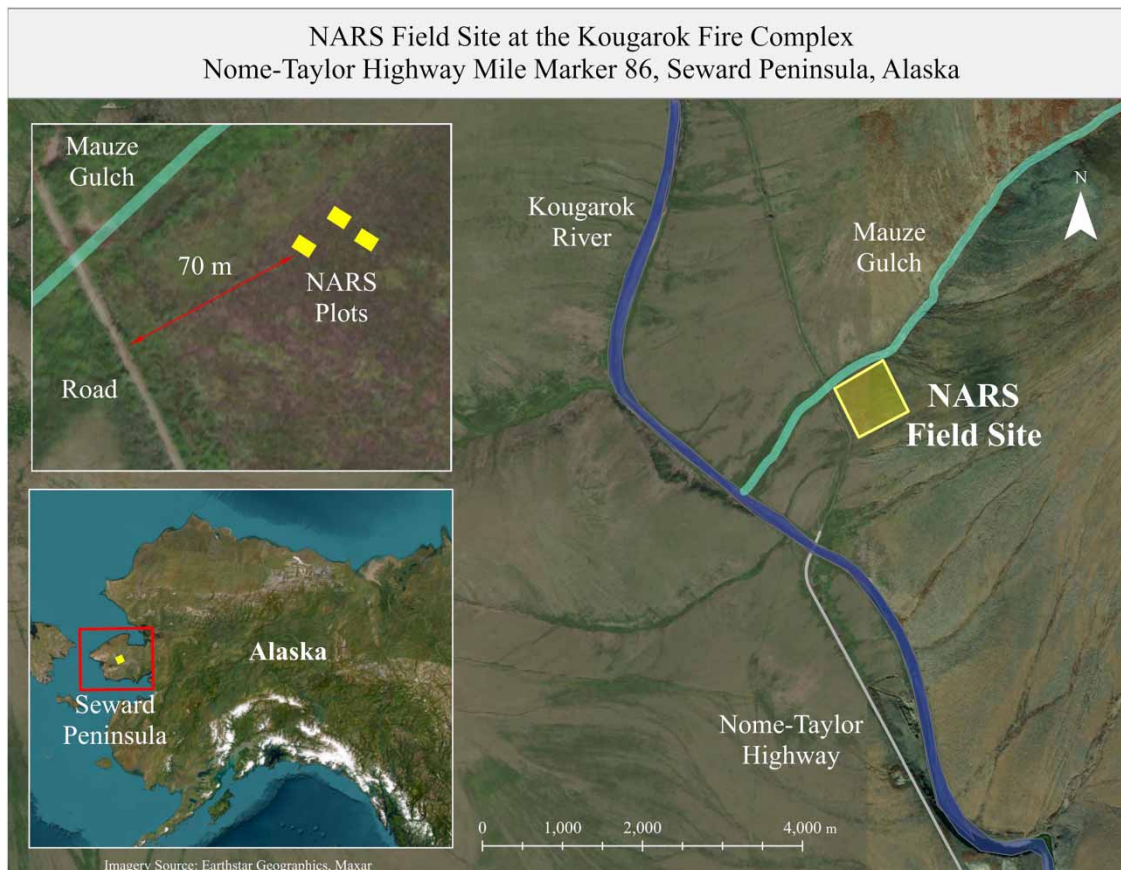 NARS Field Site at the Kougarok Fire Complex
Nome-Taylor Highway Mile Marker 86, Seward Peninsula, Alaska
Mauze
Gulch
70 m
NARS
Plots
Road
Kougarok
River
Mauze
Gulch
N
NARS
Field Site
Alaska
Seward
Peninsula
Nome-Taylor
Highway
0 1,000 2,000 4,000 m
Imagery Source: Earthstar Geographics, Maxar